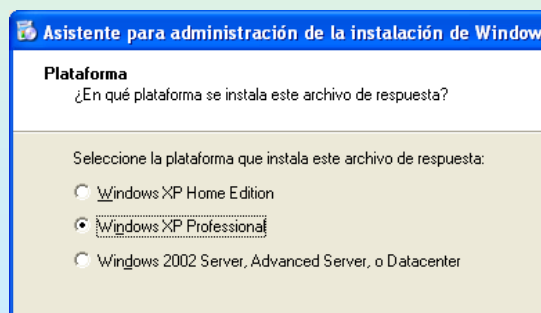 Asistente para administración de la instalación de Window
Plataforma
¿En qué plataforma se instala este archivo de respuesta?
Seleccione la plataforma que instala este archivo de respuesta:
Windows XP Home Edition
Windows XP Professional
Windows 2002 Server, Advanced Server, o Datacenter